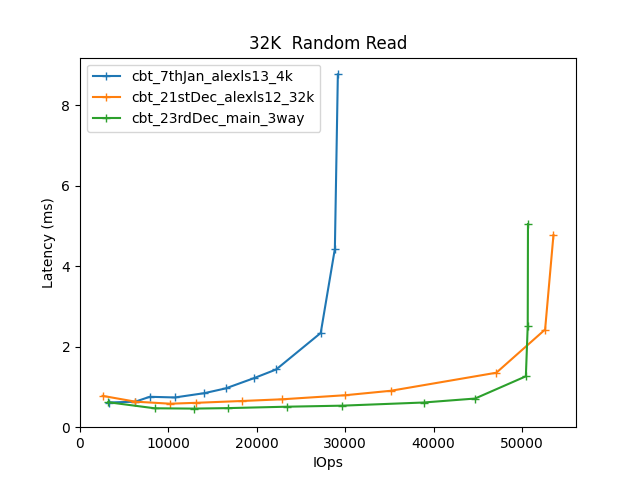 32K  Random Read
cbt_7thJan_alexls13_4k
cbt_21stDec_alexls12_32k
cbt_23rdDec_main_3way
Latency (ms)
8
6
4
2
0
0 10000 20000 30000 40000 50000
IOps